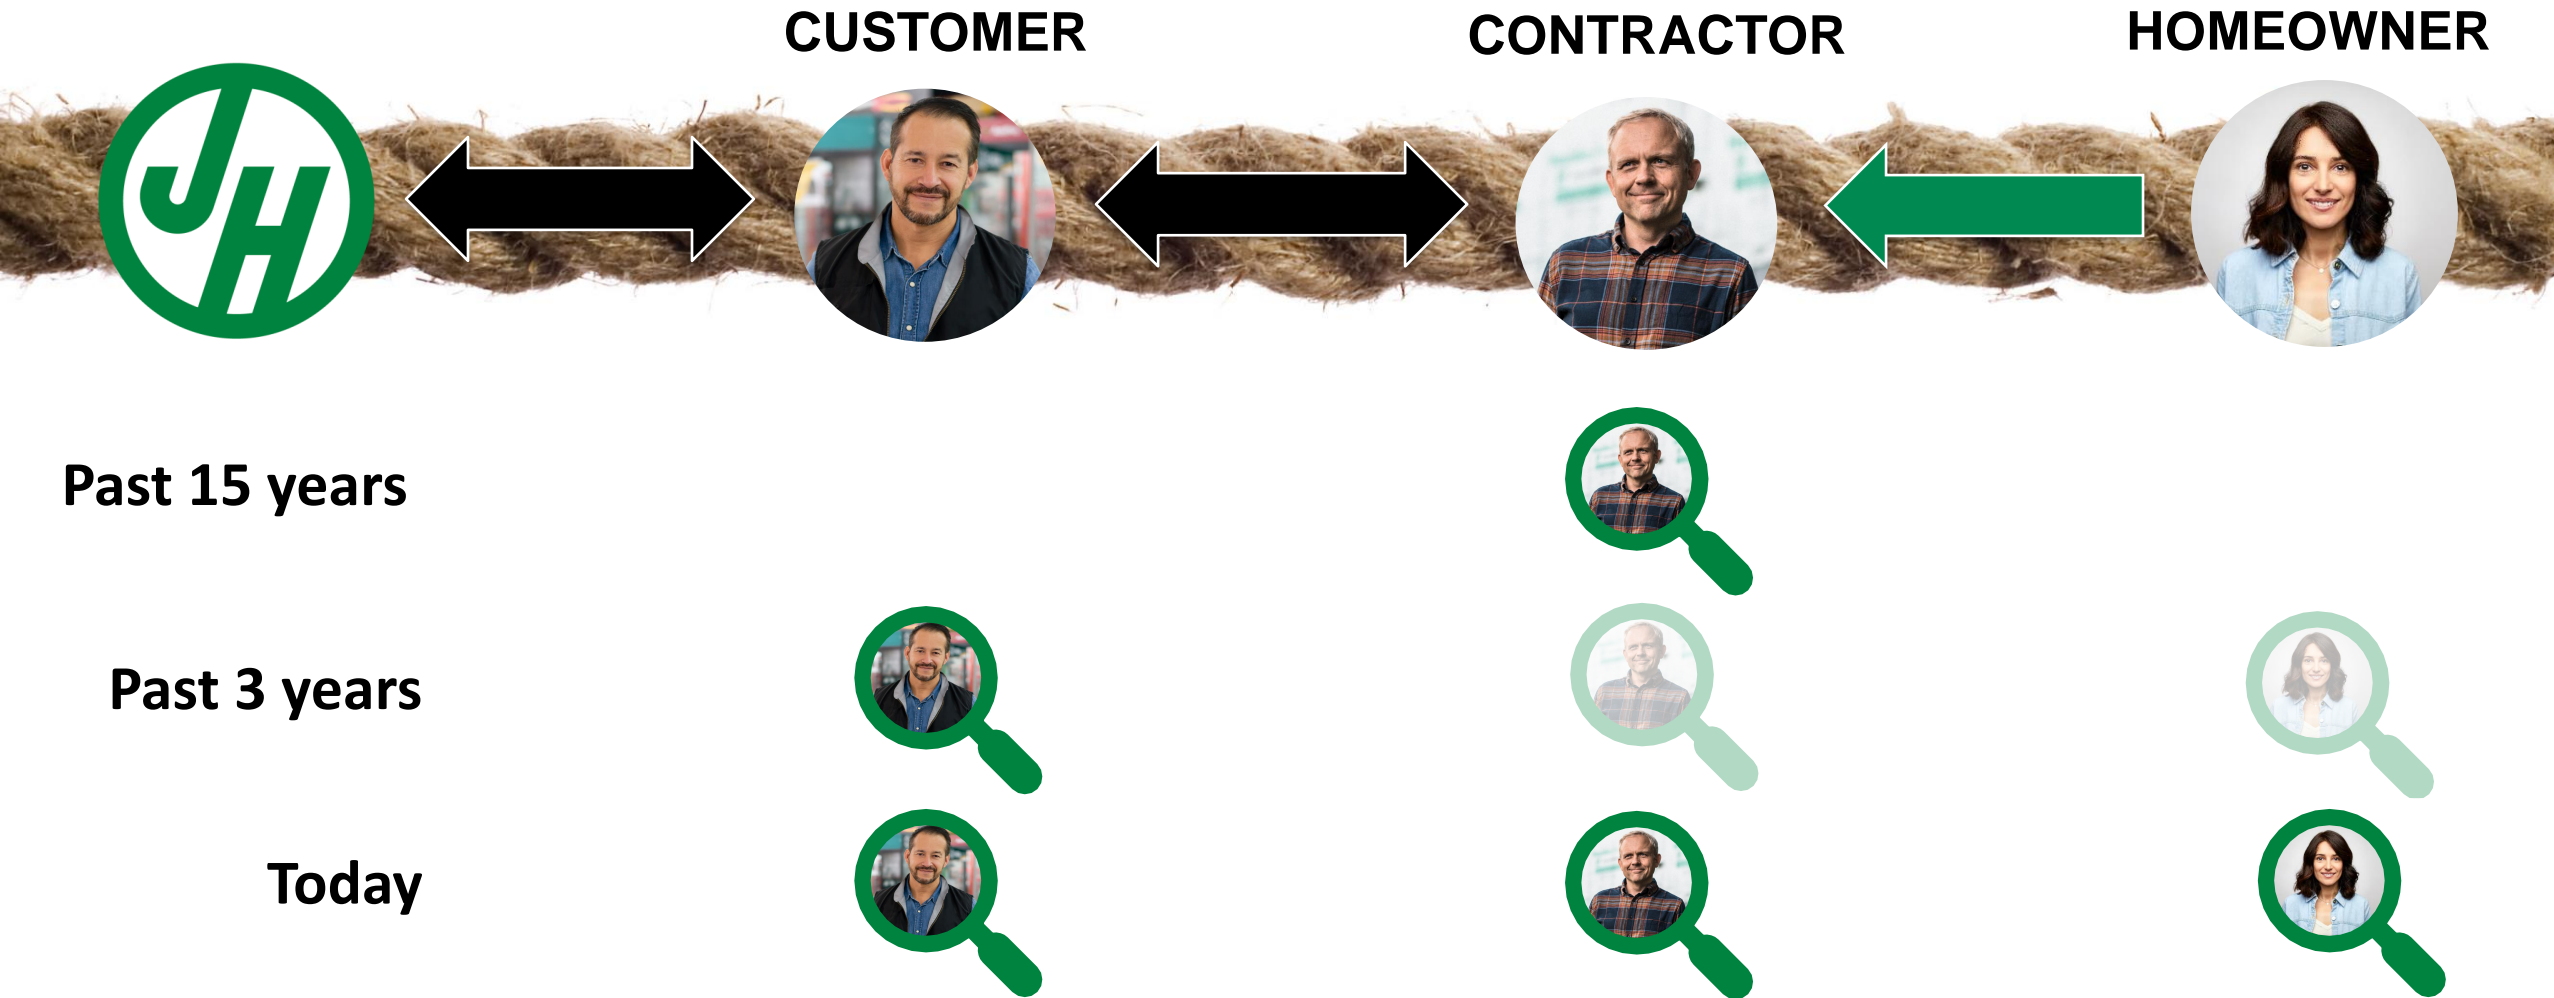 CUSTOMER
CONTRACTOR
HOMEOWNER
JH
Past 15 years
Past 3 years
Today